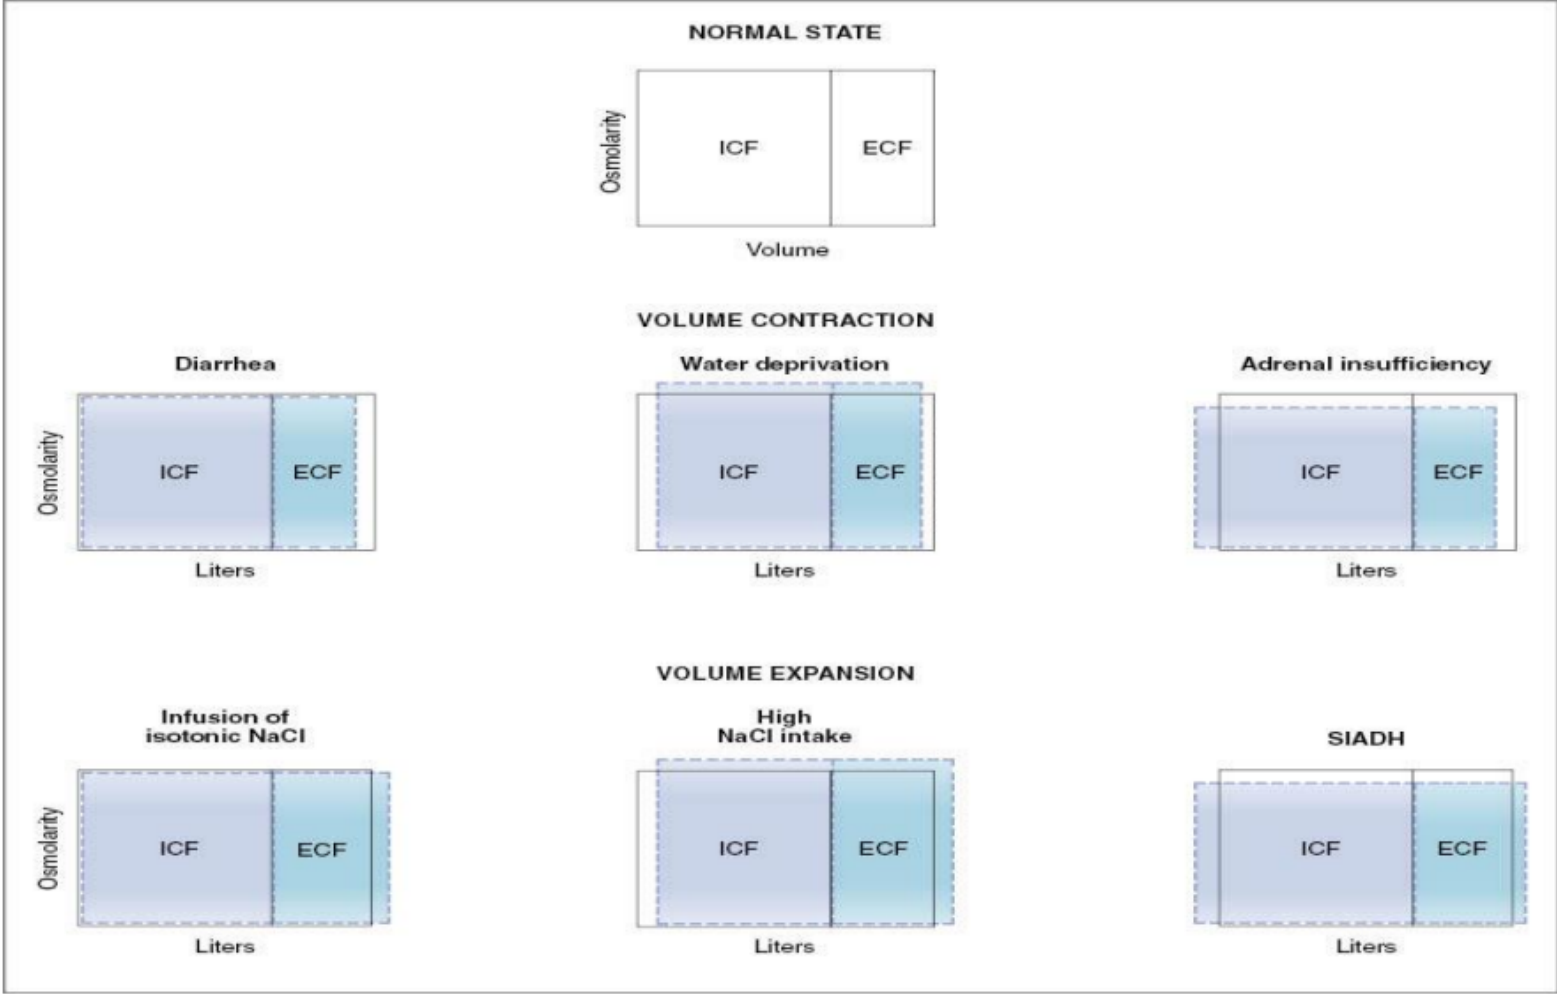 NORMAL STATE
Osmolarity
ICF
ECF
Volume
VOLUME CONTRACTION
Diarrhea
Water deprivation
Adrenal insufficiency
Osmolarity
ICF
ECF
ICF
ECF
ICF
ECF
Liters
Liters
Liters
VOLUME EXPANSION
Infusion of
isotonic NaCl
High
NaCl intake
SIADH
Osmolarity
ICF
ECF
ICF
ECF
ICF
ECF
Liters
Liters
Liters